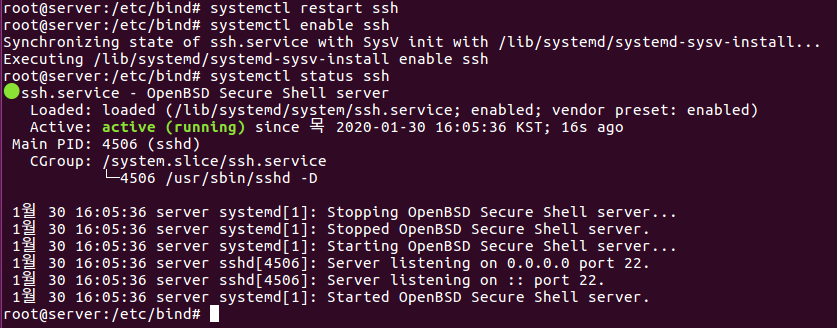 root@server:/etc/bind# systemctl restart ssh
root@server:/etc/bind# systemctl enable ssh
Synchronizing state of ssh.service with SysV init with /lib/systemd/systemd-sysv-install...
Executing /lib/systemd/systemd-sysv-install enable ssh
root@server:/etc/bind# systemctl status ssh
●ssh.service - OpenBSD Secure Shell server
   Loaded: loaded (/lib/systemd/system/ssh.service; enabled; vendor preset: enabled)
   Active: active (running) since 목 2020-01-30 16:05:36 KST; 16s ago
 Main PID: 4506 (sshd)
   CGroup: /system.slice/ssh.service
           └─4506 /usr/sbin/sshd -D
 1월 30 16:05:36 server systemd[1]: Stopping OpenBSD Secure Shell server...
 1월 30 16:05:36 server systemd[1]: Stopped OpenBSD Secure Shell server.
 1월 30 16:05:36 server systemd[1]: Starting OpenBSD Secure Shell server...
 1월 30 16:05:36 server sshd[4506]: Server listening on 0.0.0.0 port 22.
 1월 30 16:05:36 server sshd[4506]: Server listening on :: port 22.
 1월 30 16:05:36 server systemd[1]: Started OpenBSD Secure Shell server.
root@server:/etc/bind#